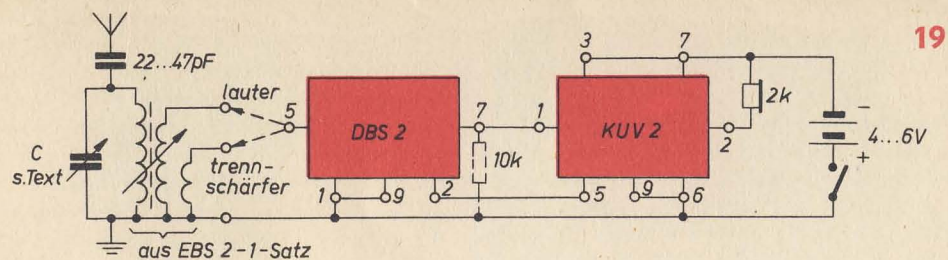 19
22...47pF
C
s.Text
lauter
trenn-
schärfer
5
DBS 2
7
10k
1
9
2
aus EBS 2-1-Satz
3
7
1
KUV 2
2
5
9
6
2k
−
4...6V
+